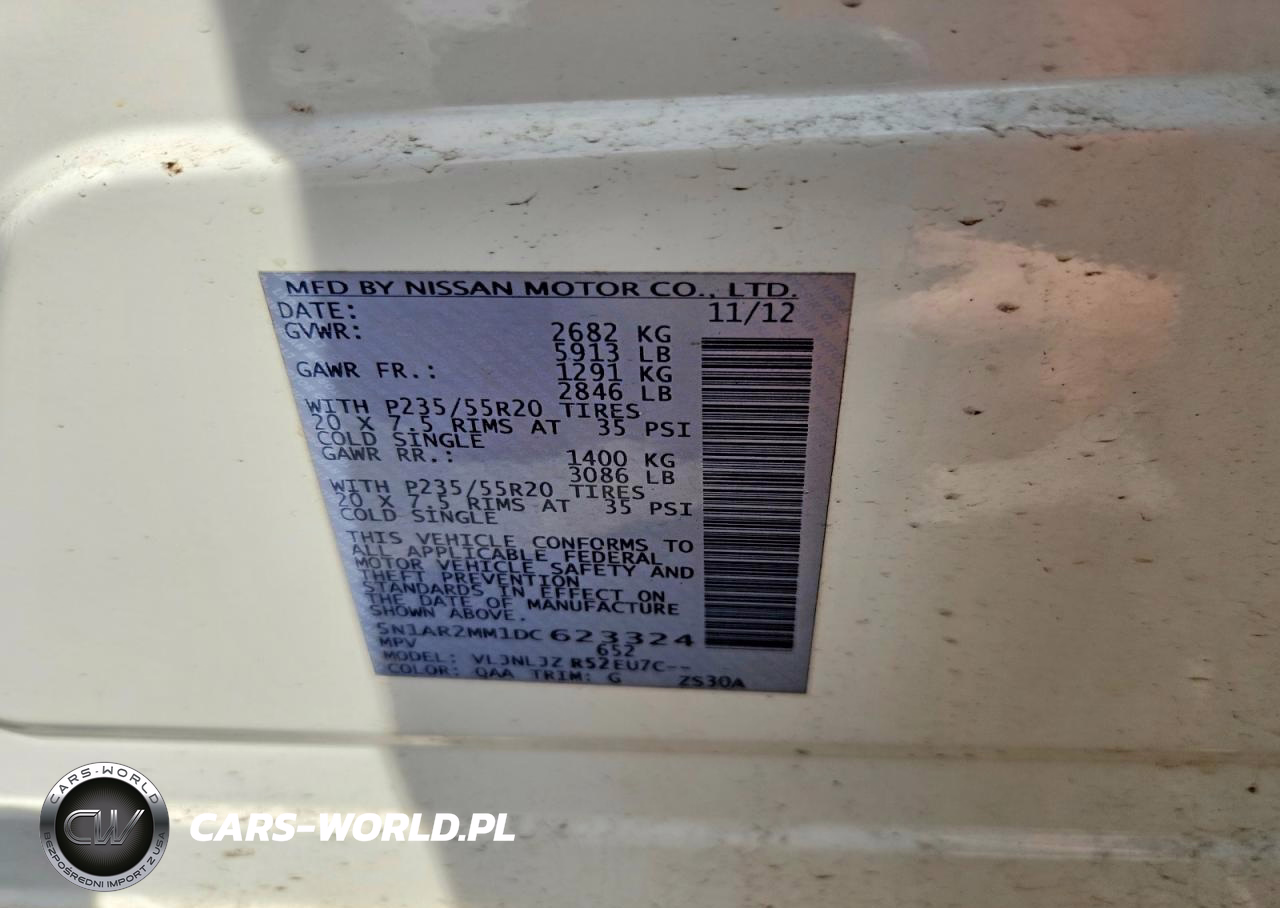 MFD BY NISSAN MOTOR CO., LTD.
DATE: 11/12
GVWR: 2682 KG
5913 LB
GAWR FR.: 1291 KG
2846 LB
WITH P235/55R20 TIRES
20 X 7.5 RIMS AT 35 PSI
COLD SINGLE
GAWR RR.: 1400 KG
3086 LB
WITH P235/55R20 TIRES
20 X 7.5 RIMS AT 35 PSI
COLD SINGLE
THIS VEHICLE CONFORMS TO
ALL APPLICABLE FEDERAL
MOTOR VEHICLE SAFETY AND
THEFT PREVENTION
STANDARDS IN EFFECT ON
THE DATE OF MANUFACTURE
SHOWN ABOVE.
5N1AR2MM1DC 623324
MPV 652
MODEL: VLJNLJZ R52EU7C--
COLOR: QAA TRIM: G ZS30A
CARS-WORLD
CW
BEZPOŚREDNI IMPORT Z USA
CARS-WORLD.PL